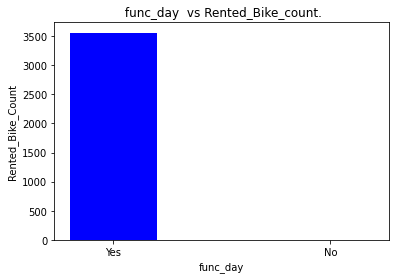 func_day  vs Rented_Bike_count.
Rented_Bike_Count
3500
3000
2500
2000
1500
1000
500
0
Yes
No
func_day